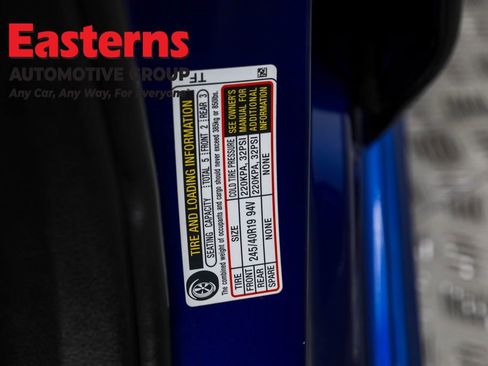 Easterns
AUTOMOTIVE GROUP
Any Car, Any Way, For Everyone!
TF
TIRE AND LOADING INFORMATION
SEATING CAPACITY TOTAL 5 FRONT 2 REAR 3
The combined weight of occupants and cargo should never exceed 385kg or 850lbs.
TIRE SIZE COLD TIRE PRESSURE
FRONT 245/40R19 94V 220KPA, 32PSI
REAR 220KPA, 32PSI
SPARE NONE NONE
SEE OWNER'S
MANUAL FOR
ADDITIONAL
INFORMATION